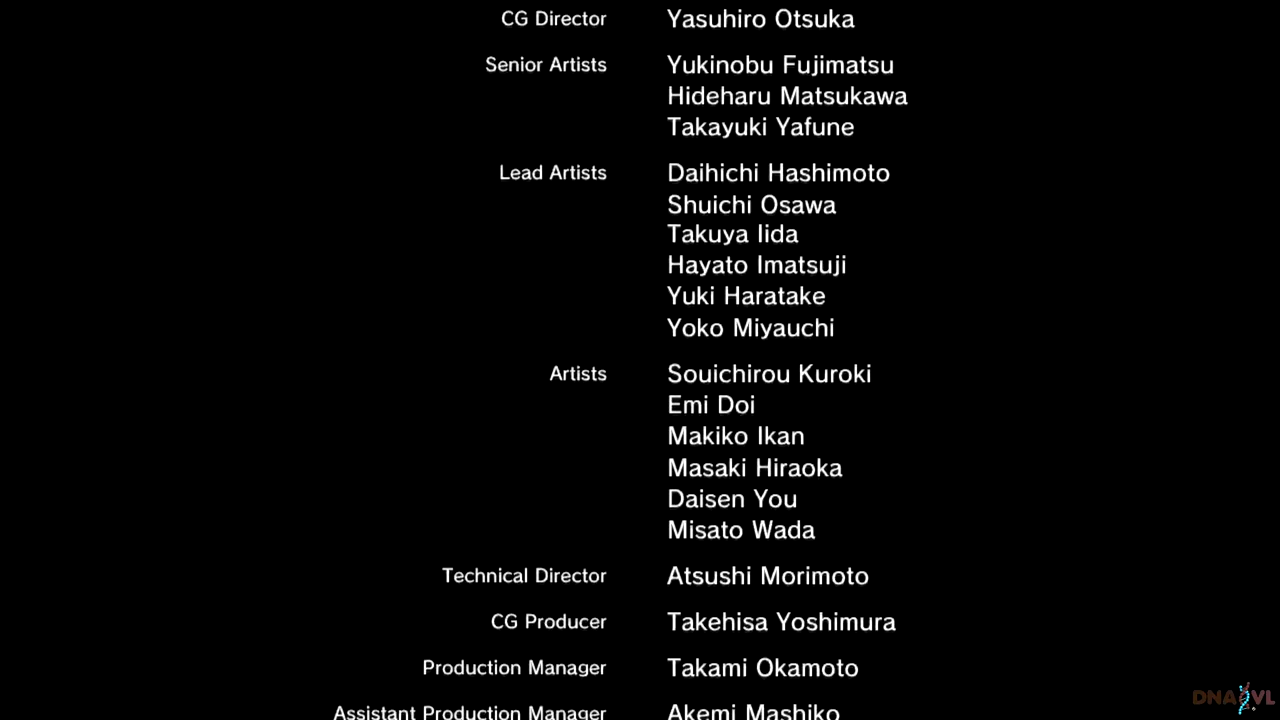 CG Director Yasuhiro Otsuka
Senior Artists Yukinobu Fujimatsu
Hideharu Matsukawa
Takayuki Yafune
Lead Artists Daihichi Hashimoto
Shuichi Osawa
Takuya Iida
Hayato Imatsuji
Yuki Haratake
Yoko Miyauchi
Artists Souichirou Kuroki
Emi Doi
Makiko Ikan
Masaki Hiraoka
Daisen You
Misato Wada
Technical Director Atsushi Morimoto
CG Producer Takehisa Yoshimura
Production Manager Takami Okamoto
Assistant Production Manager Akemi Mashiko
DNA VL